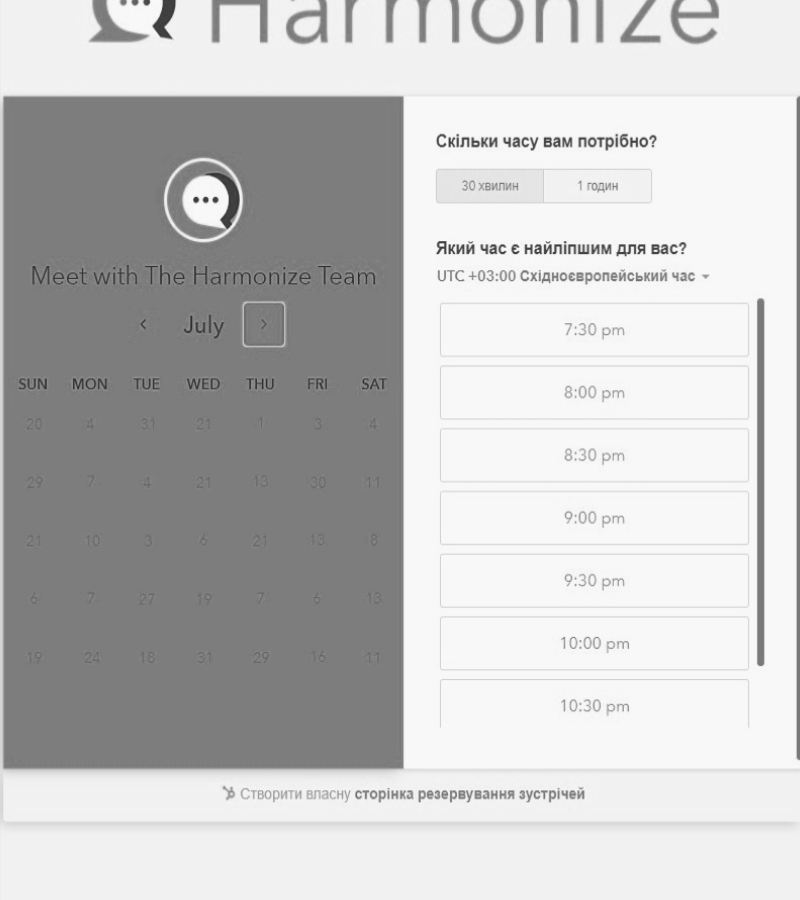 Harmonize
Meet with The Harmonize Team
July
SUN MON TUE WED THU FRI SAT
20 4 31 21 1 3 4
29 7 4 21 13 30 11
21 10 3 6 21 13 8
6 7 27 19 7 6 13
19 24 18 31 29 16 11
Скільки часу вам потрібно?
30 хвилин 1 годин
Який час є найліпшим для вас?
UTC +03:00 Східноєвропейський час
7:30 pm
8:00 pm
8:30 pm
9:00 pm
9:30 pm
10:00 pm
10:30 pm
Створити власну сторінка резервування зустрічей